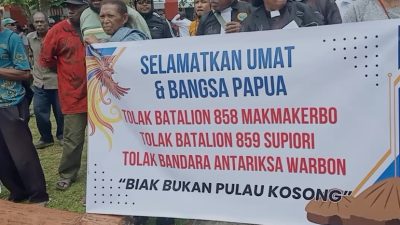 SELAMATKAN UMAT
& BANGSA PAPUA
TOLAK BATALION 858 MAKMAKERBO
TOLAK BATALION 859 SUPIORI
TOLAK BANDARA ANTARIKSA WARBON
"BIAK BUKAN PULAU KOSONG"